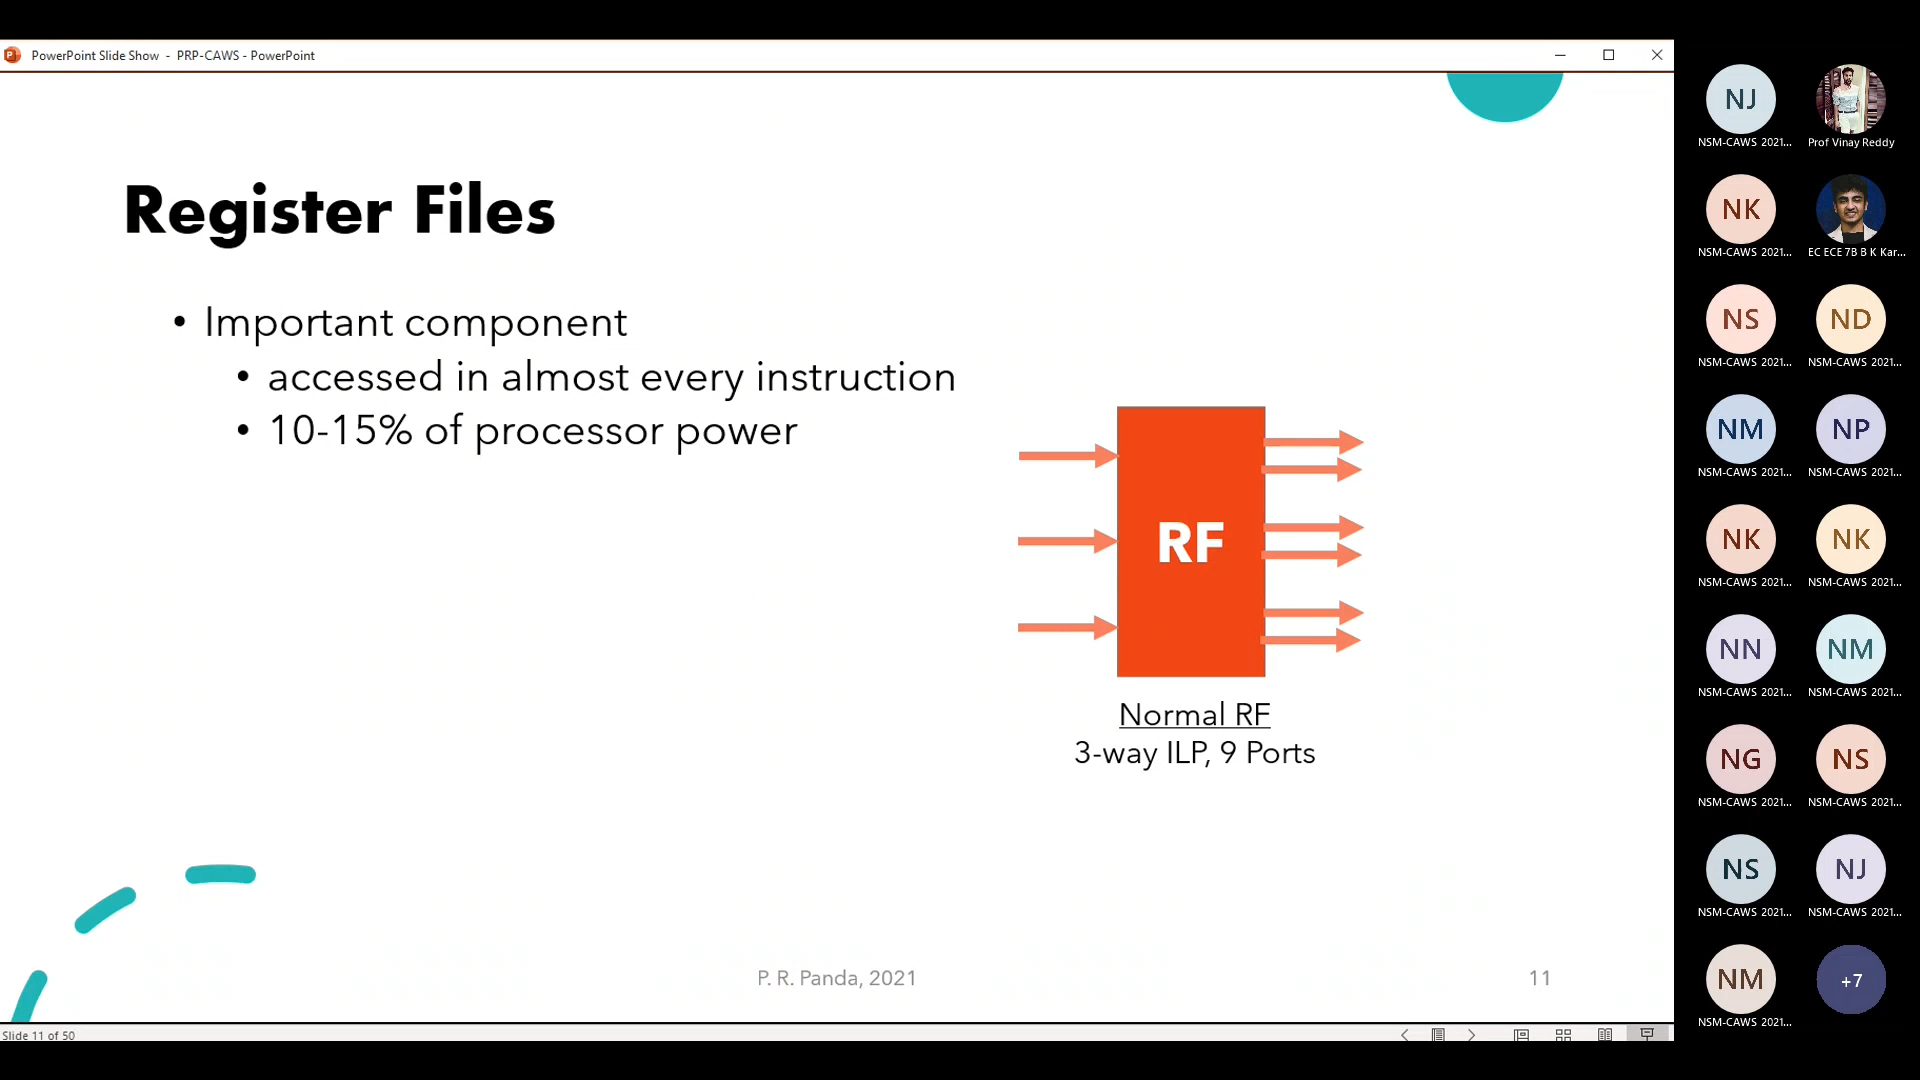 PowerPoint Slide Show - PRP-CAWS - PowerPoint
Register Files
• Important component
• accessed in almost every instruction
• 10-15% of processor power
RF
Normal RF
3-way ILP, 9 Ports
P. R. Panda, 2021
11
Slide 11 of 50
NJ
NSM-CAWS 2021...
Prof Vinay Reddy
NK
NSM-CAWS 2021...
EC ECE 7B B K Kar...
NS
NSM-CAWS 2021...
ND
NSM-CAWS 2021...
NM
NSM-CAWS 2021...
NP
NSM-CAWS 2021...
NK
NSM-CAWS 2021...
NK
NSM-CAWS 2021...
NN
NSM-CAWS 2021...
NM
NSM-CAWS 2021...
NG
NSM-CAWS 2021...
NS
NSM-CAWS 2021...
NS
NSM-CAWS 2021...
NJ
NSM-CAWS 2021...
NM
NSM-CAWS 2021...
+7